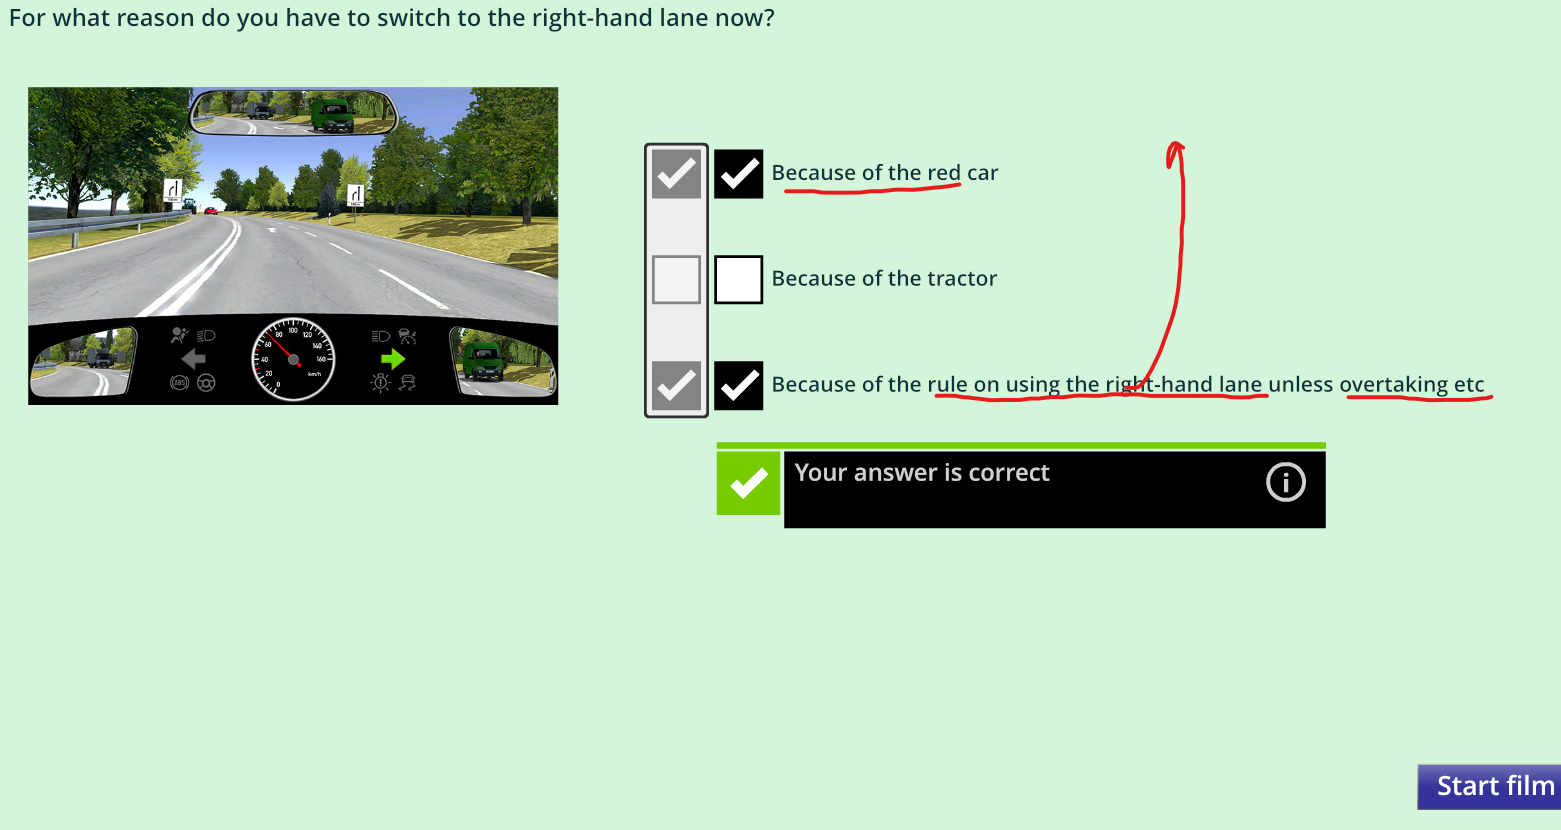 For what reason do you have to switch to the right-hand lane now?
Because of the red car
Because of the tractor
Because of the rule on using the right-hand lane unless overtaking etc
Your answer is correct
Start film
0
20
40
60
80
100
120
140
160
km/h
ABS